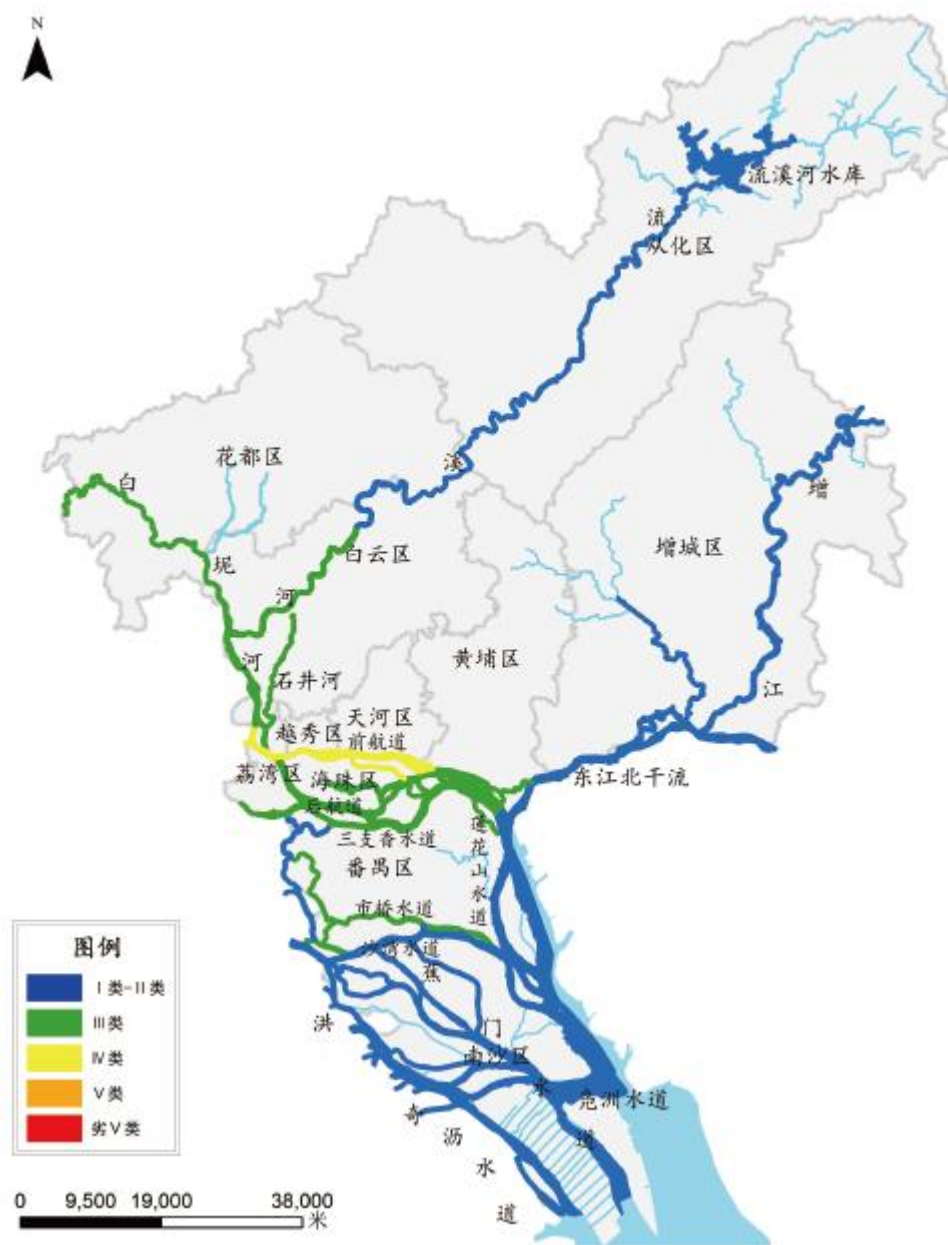 N
流溪河水库
流
从化区
溪
花都区
白
增
坭
白云区
增城区
河
河
石井河
黄埔区
江
越秀区
天河区
前航道
荔湾区
海珠区
后航道
东江北干流
三支香水道
莲花山水道
番禺区
市桥水道
沙湾水道
蕉
洪
门
南沙区
水
凫洲水道
奇
道
沥
水
道
图例
I类-II类
III类
IV类
V类
劣V类
0 9,500 19,000 38,000
米